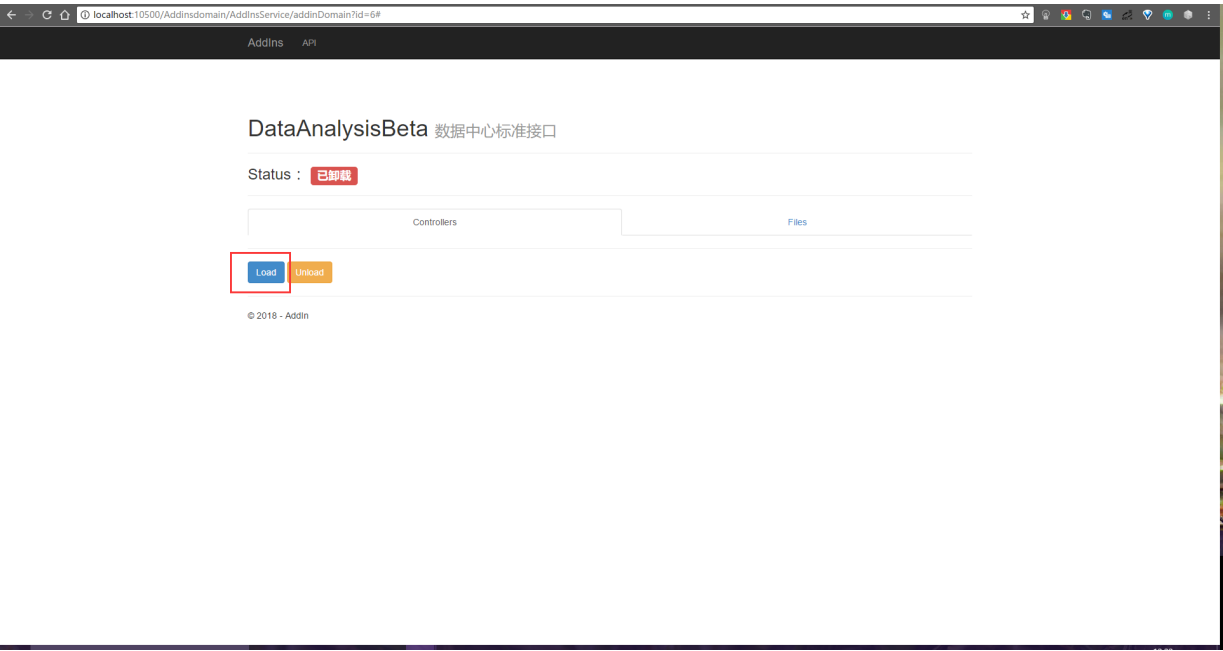 localhost:10500/Addinsdomain/AddInsService/addinDomain?id=6#
AddIns API
DataAnalysisBeta 数据中心标准接口
Status： 已卸载
Controllers Files
Load Unload
© 2018 - AddIn